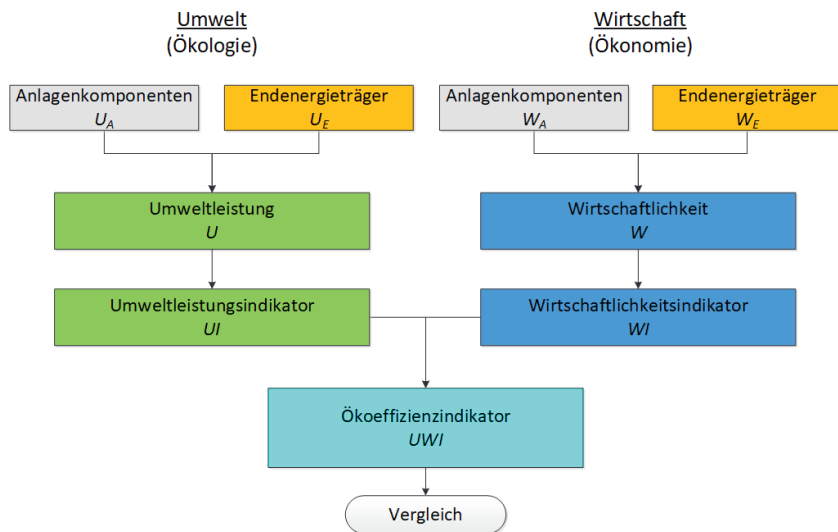 Umwelt
(Ökologie)
Wirtschaft
(Ökonomie)
Anlagenkomponenten
U_A
Endenergieträger
U_E
Anlagenkomponenten
W_A
Endenergieträger
W_E
Umweltleistung
U
Wirtschaftlichkeit
W
Umweltleistungsindikator
UI
Wirtschaftlichkeitsindikator
WI
Ökoeffizienzindikator
UWI
Vergleich